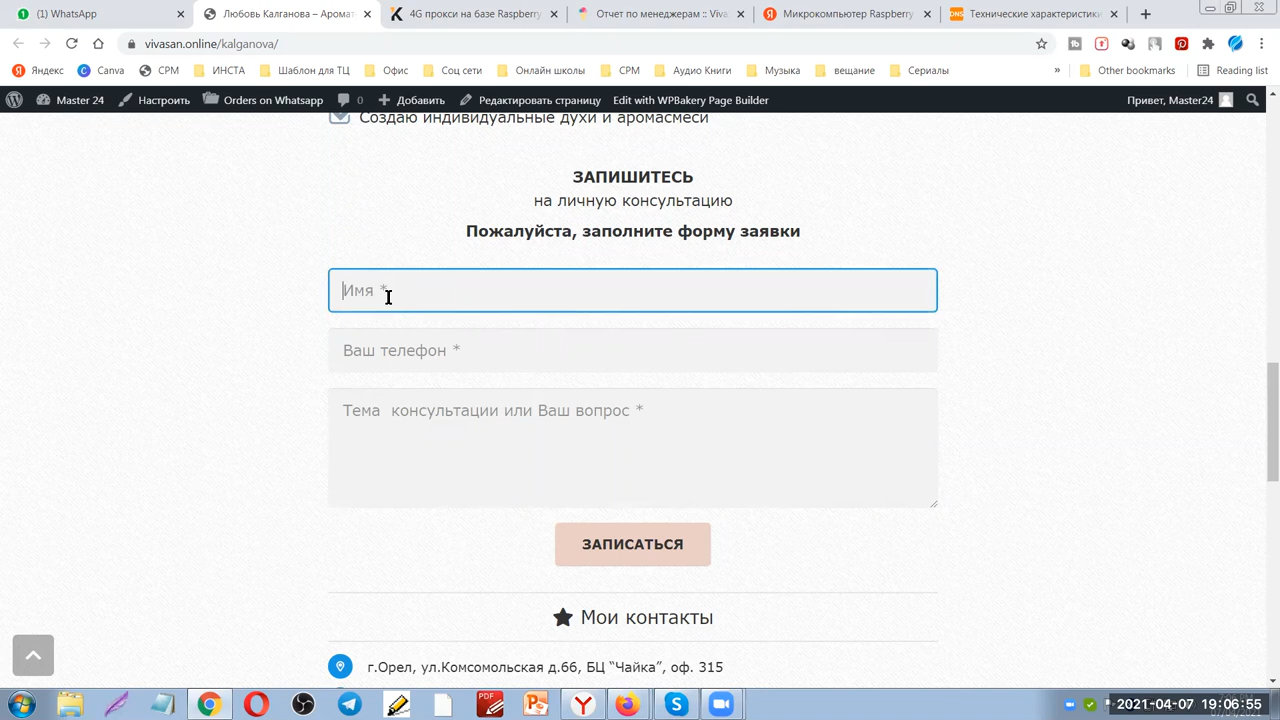 WhatsApp
Любовь Калганова – Аромат
4G прокси на базе Raspberry
Отчет по менеджерам :: Viva
Микрокомпьютер Raspberry
DNS
Технические характеристики
vivasan.online/kalganova/
Яндекс
Canva
СРМ
ИНСТА
Шаблон для ТЦ
Офис
Соц сети
Онлайн школы
СРМ
Аудио Книги
Музыка
вещание
Сериалы
»
Other bookmarks
Reading list
Master 24
Настроить
Orders on Whatsapp
0
Добавить
Редактировать страницу
Edit with WPBakery Page Builder
Привет, Master24
Создаю индивидуальные духи и аромасмеси
ЗАПИШИТЕСЬ
на личную консультацию
Пожалуйста, заполните форму заявки
Имя *
Ваш телефон *
Тема консультации или Ваш вопрос *
ЗАПИСАТЬСЯ
Мои контакты
г.Орел, ул.Комсомольская д.66, БЦ “Чайка”, оф. 315
PDF
2021-04-07 19:06:55